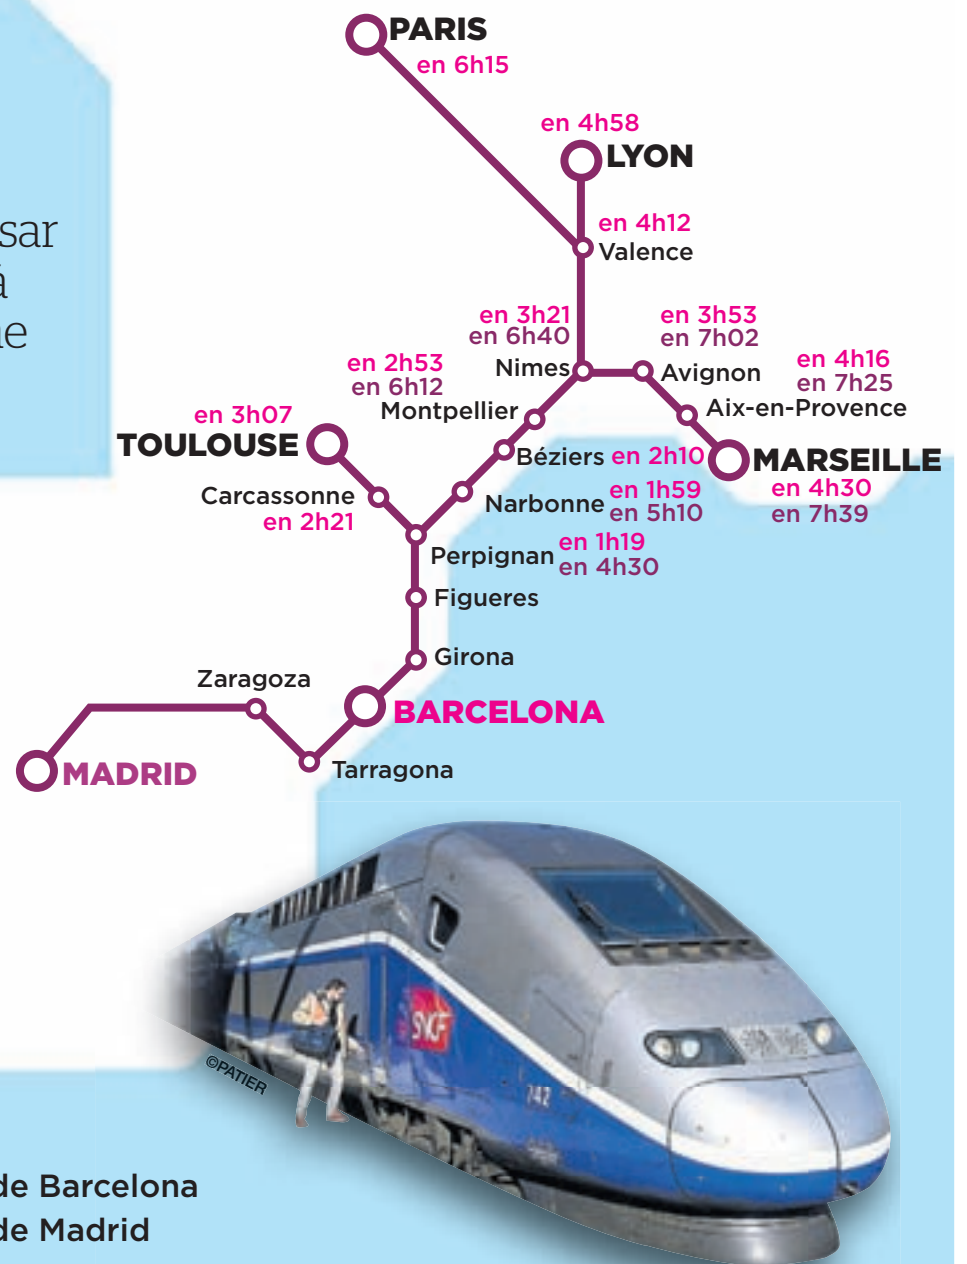 PARIS
en 6h15
en 4h58
LYON
en 4h12
Valence
sar
à
ne
en 3h21
en 6h40
Nimes
en 3h53
en 7h02
Avignon
en 4h16
en 7h25
Aix-en-Provence
en 2h53
en 6h12
Montpellier
en 3h07
TOULOUSE
Béziers en 2h10
MARSEILLE
en 4h30
en 7h39
Carcassonne
en 2h21
Narbonne
en 1h59
en 5h10
Perpignan
en 1h19
en 4h30
Figueres
Girona
Zaragoza
BARCELONA
MADRID
Tarragona
SNCF
742
©PATIER
de Barcelona
de Madrid